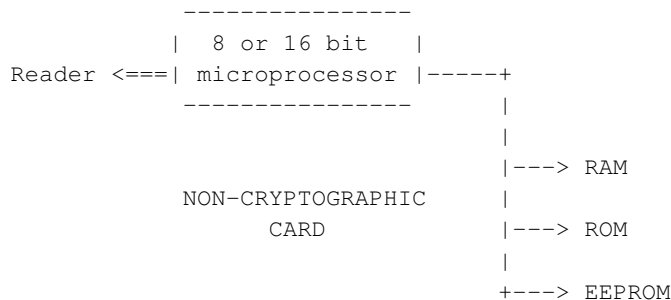 ----------------
| 8 or 16 bit |
Reader <===| microprocessor |-----+
---------------- |
|
|---> RAM
NON-CRYPTOGRAPHIC |
CARD |---> ROM
|
+---> EEPROM